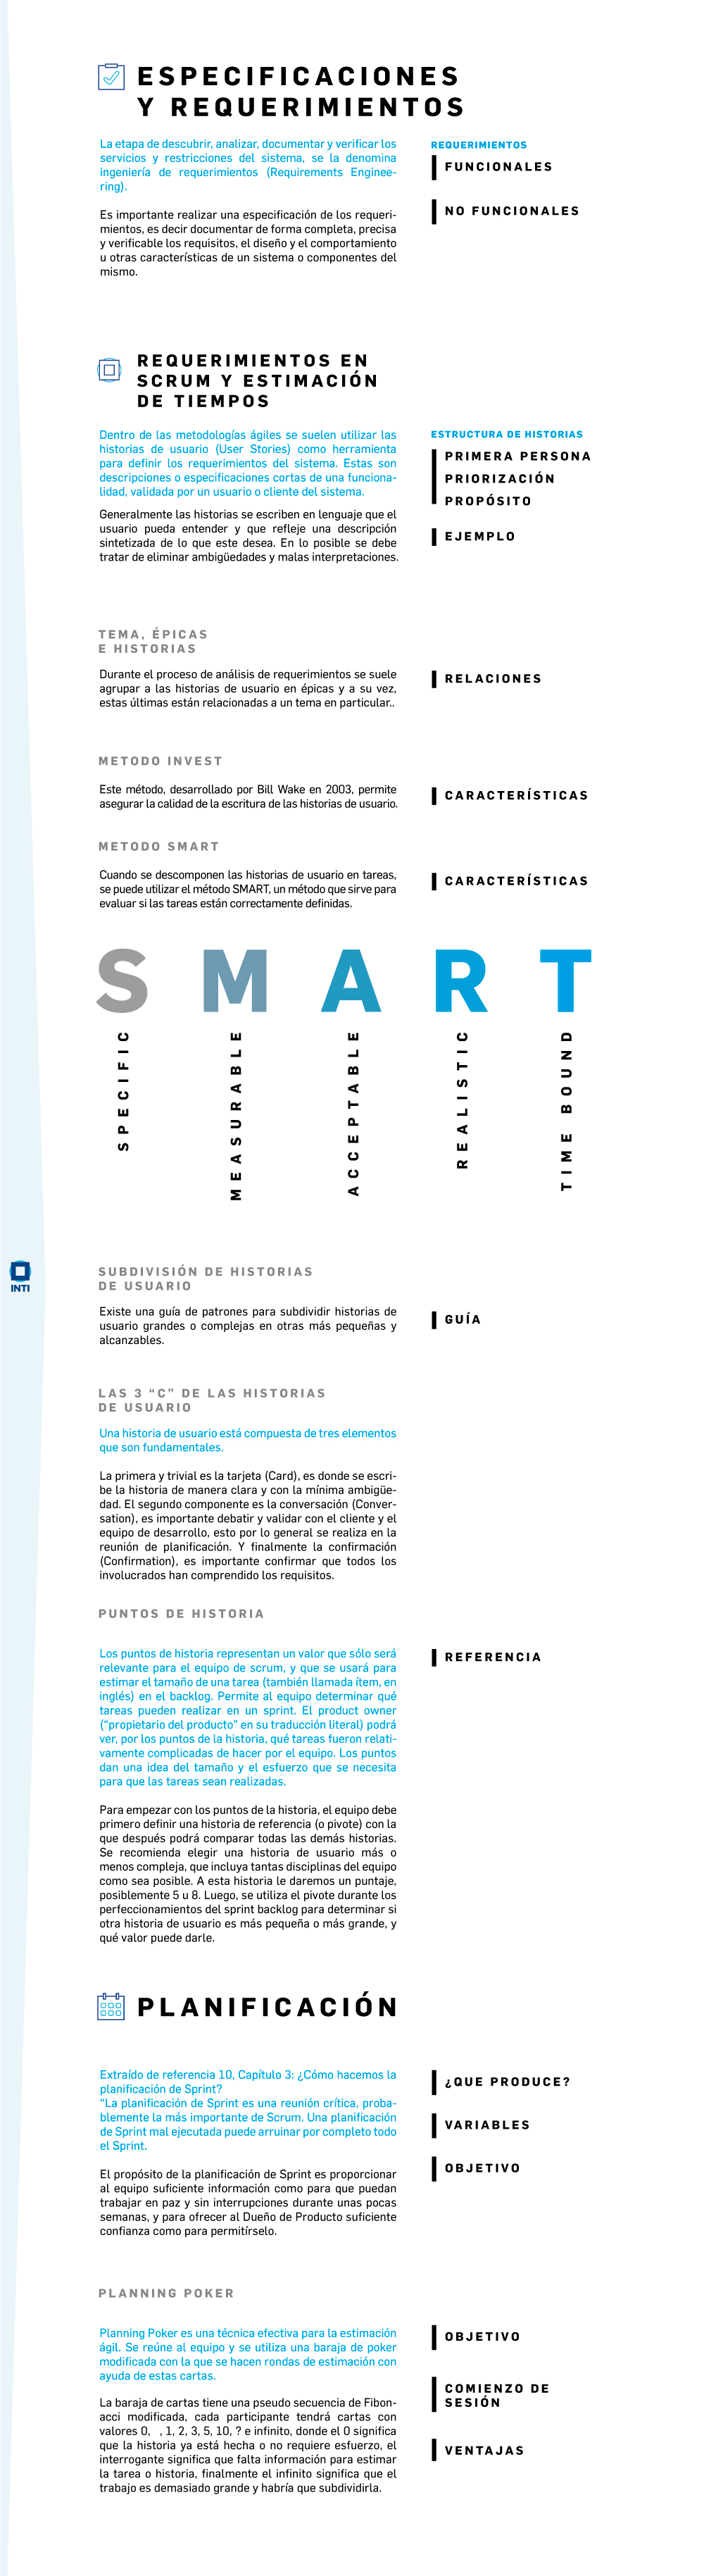 ESPECIFICACIONES
Y REQUERIMIENTOS
La etapa de descubrir, analizar, documentar y verificar los
servicios y restricciones del sistema, se la denomina
ingeniería de requerimientos (Requirements Enginee-
ring).
Es importante realizar una especificación de los requeri-
mientos, es decir documentar de forma completa, precisa
y verificable los requisitos, el diseño y el comportamiento
u otras características de un sistema o componentes del
mismo.
REQUERIMIENTOS
FUNCIONALES
NO FUNCIONALES
REQUERIMIENTOS EN
SCRUM Y ESTIMACIÓN
DE TIEMPOS
Dentro de las metodologías ágiles se suelen utilizar las
historias de usuario (User Stories) como herramienta
para definir los requerimientos del sistema. Estas son
descripciones o especificaciones cortas de una funciona-
lidad, validada por un usuario o cliente del sistema.
Generalmente las historias se escriben en lenguaje que el
usuario pueda entender y que refleje una descripción
sintetizada de lo que este desea. En lo posible se debe
tratar de eliminar ambigüedades y malas interpretaciones.
ESTRUCTURA DE HISTORIAS
PRIMERA PERSONA
PRIORIZACIÓN
PROPÓSITO
EJEMPLO
TEMA, ÉPICAS
E HISTORIAS
Durante el proceso de análisis de requerimientos se suele
agrupar a las historias de usuario en épicas y a su vez,
estas últimas están relacionadas a un tema en particular..
RELACIONES
METODO INVEST
Este método, desarrollado por Bill Wake en 2003, permite
asegurar la calidad de la escritura de las historias de usuario.
CARACTERÍSTICAS
METODO SMART
Cuando se descomponen las historias de usuario en tareas,
se puede utilizar el método SMART, un método que sirve para
evaluar si las tareas están correctamente definidas.
CARACTERÍSTICAS
S M A R T
SPECIFIC
MEASURABLE
ACCEPTABLE
REALISTIC
TIME BOUND
INTI
SUBDIVISIÓN DE HISTORIAS
DE USUARIO
Existe una guía de patrones para subdividir historias de
usuario grandes o complejas en otras más pequeñas y
alcanzables.
GUÍA
LAS 3 “C” DE LAS HISTORIAS
DE USUARIO
Una historia de usuario está compuesta de tres elementos
que son fundamentales.
La primera y trivial es la tarjeta (Card), es donde se escri-
be la historia de manera clara y con la mínima ambigüe-
dad. El segundo componente es la conversación (Conver-
sation), es importante debatir y validar con el cliente y el
equipo de desarrollo, esto por lo general se realiza en la
reunión de planificación. Y finalmente la confirmación
(Confirmation), es importante confirmar que todos los
involucrados han comprendido los requisitos.
PUNTOS DE HISTORIA
Los puntos de historia representan un valor que sólo será
relevante para el equipo de scrum, y que se usará para
estimar el tamaño de una tarea (también llamada ítem, en
inglés) en el backlog. Permite al equipo determinar qué
tareas pueden realizar en un sprint. El product owner
(“propietario del producto” en su traducción literal) podrá
ver, por los puntos de la historia, qué tareas fueron relati-
vamente complicadas de hacer por el equipo. Los puntos
dan una idea del tamaño y el esfuerzo que se necesita
para que las tareas sean realizadas.
Para empezar con los puntos de la historia, el equipo debe
primero definir una historia de referencia (o pivote) con la
que después podrá comparar todas las demás historias.
Se recomienda elegir una historia de usuario más o
menos compleja, que incluya tantas disciplinas del equipo
como sea posible. A esta historia le daremos un puntaje,
posiblemente 5 u 8. Luego, se utiliza el pivote durante los
perfeccionamientos del sprint backlog para determinar si
otra historia de usuario es más pequeña o más grande, y
qué valor puede darle.
REFERENCIA
PLANIFICACIÓN
Extraído de referencia 10, Capítulo 3: ¿Cómo hacemos la
planificación de Sprint?
“La planificación de Sprint es una reunión crítica, proba-
blemente la más importante de Scrum. Una planificación
de Sprint mal ejecutada puede arruinar por completo todo
el Sprint.
El propósito de la planificación de Sprint es proporcionar
al equipo suficiente información como para que puedan
trabajar en paz y sin interrupciones durante unas pocas
semanas, y para ofrecer al Dueño de Producto suficiente
confianza como para permitírselo.
¿QUE PRODUCE?
VARIABLES
OBJETIVO
PLANNING POKER
Planning Poker es una técnica efectiva para la estimación
ágil. Se reúne al equipo y se utiliza una baraja de poker
modificada con la que se hacen rondas de estimación con
ayuda de estas cartas.
La baraja de cartas tiene una pseudo secuencia de Fibon-
acci modificada, cada participante tendrá cartas con
valores 0, , 1, 2, 3, 5, 10, ? e infinito, donde el 0 significa
que la historia ya está hecha o no requiere esfuerzo, el
interrogante significa que falta información para estimar
la tarea o historia, finalmente el infinito significa que el
trabajo es demasiado grande y habría que subdividirla.
OBJETIVO
COMIENZO DE
SESIÓN
VENTAJAS